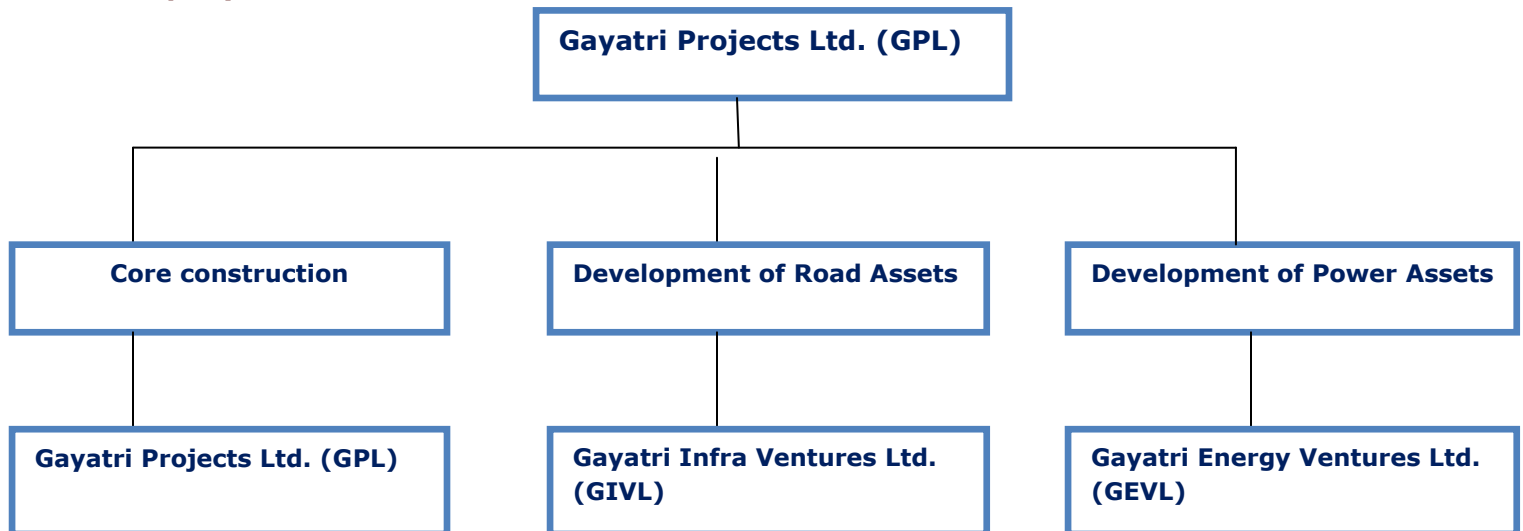 Gayatri Projects Ltd. (GPL)
Core construction
Development of Road Assets
Development of Power Assets
Gayatri Projects Ltd. (GPL)
Gayatri Infra Ventures Ltd.
(GIVL)
Gayatri Energy Ventures Ltd.
(GEVL)